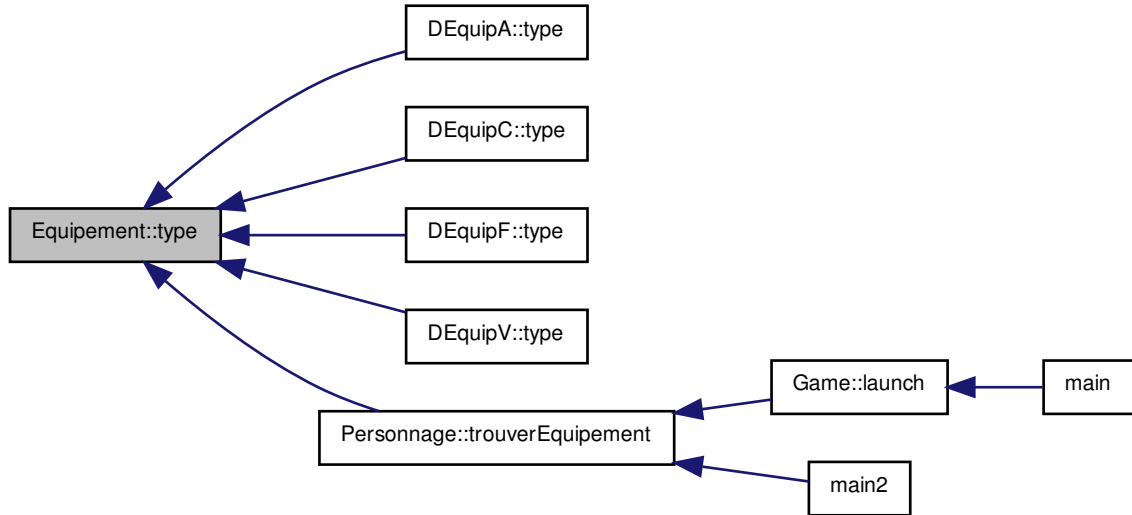 DEquipA::type
DEquipC::type
Equipement::type
DEquipF::type
DEquipV::type
Game::launch
main
Personnage::trouverEquipement
main2